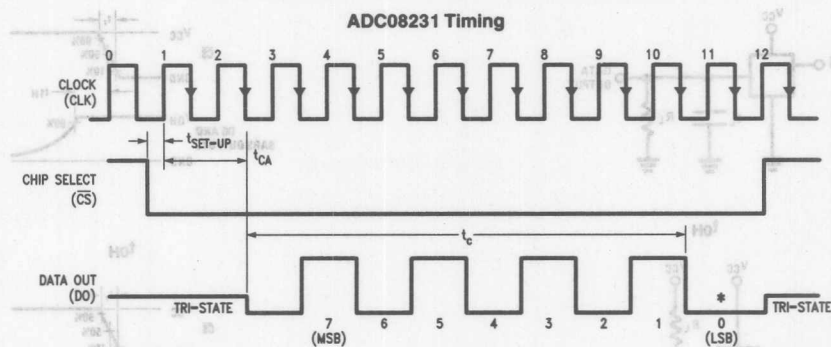 ADC08231 Timing
0 1 2 3 4 5 6 7 8 9 10 11 12
CLOCK
(CLK)
tSET-UP
tCA
CHIP SELECT
(CS)
tc
DATA OUT
(DO)
TRI-STATE
*
TRI-STATE
7 6 5 4 3 2 1 0
(MSB)
(LSB)